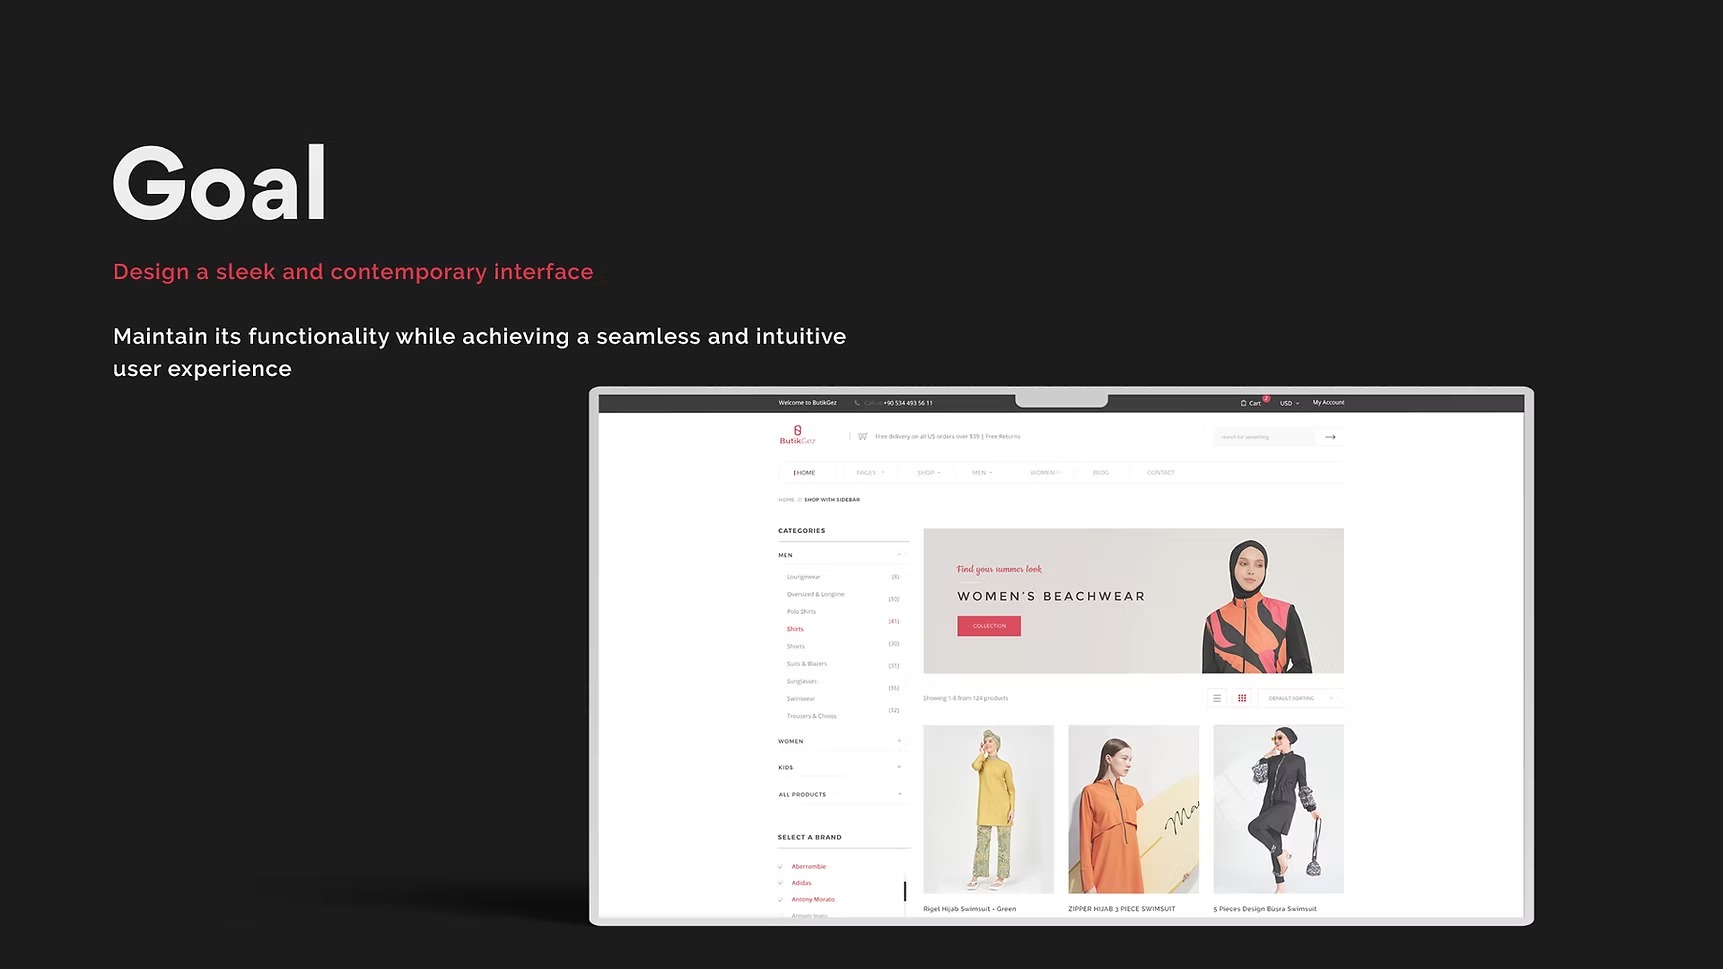 Goal
Design a sleek and contemporary interface
Maintain its functionality while achieving a seamless and intuitive
user experience
Welcome to ButikGez
Call us +90 534 493 56 11
Cart 2
USD
My Account
ButikGez
Free delivery on all US orders over $99 | Free Returns
search for something
HOME
PAGES
SHOP
MEN
WOMEN
BLOG
CONTACT
HOME // SHOP WITH SIDEBAR
CATEGORIES
MEN
Loungewear (8)
Oversized & Longline (10)
Polo Shirts (41)
Shirts
Shorts (30)
Suits & Blazers (31)
Sunglasses (36)
Swimwear (12)
Trousers & Chinos
WOMEN
KIDS
ALL PRODUCTS
SELECT A BRAND
Aberrombie
Adidas
Antony Morato
Armani Jeans
Find your summer look
WOMEN'S BEACHWEAR
COLLECTION
Showing 1-8 from 124 products
DEFAULT SORTING
Rigel Hijab Swimsuit - Green
ZIPPER HIJAB 3 PIECE SWIMSUIT
5 Pieces Design Büşra Swimsuit